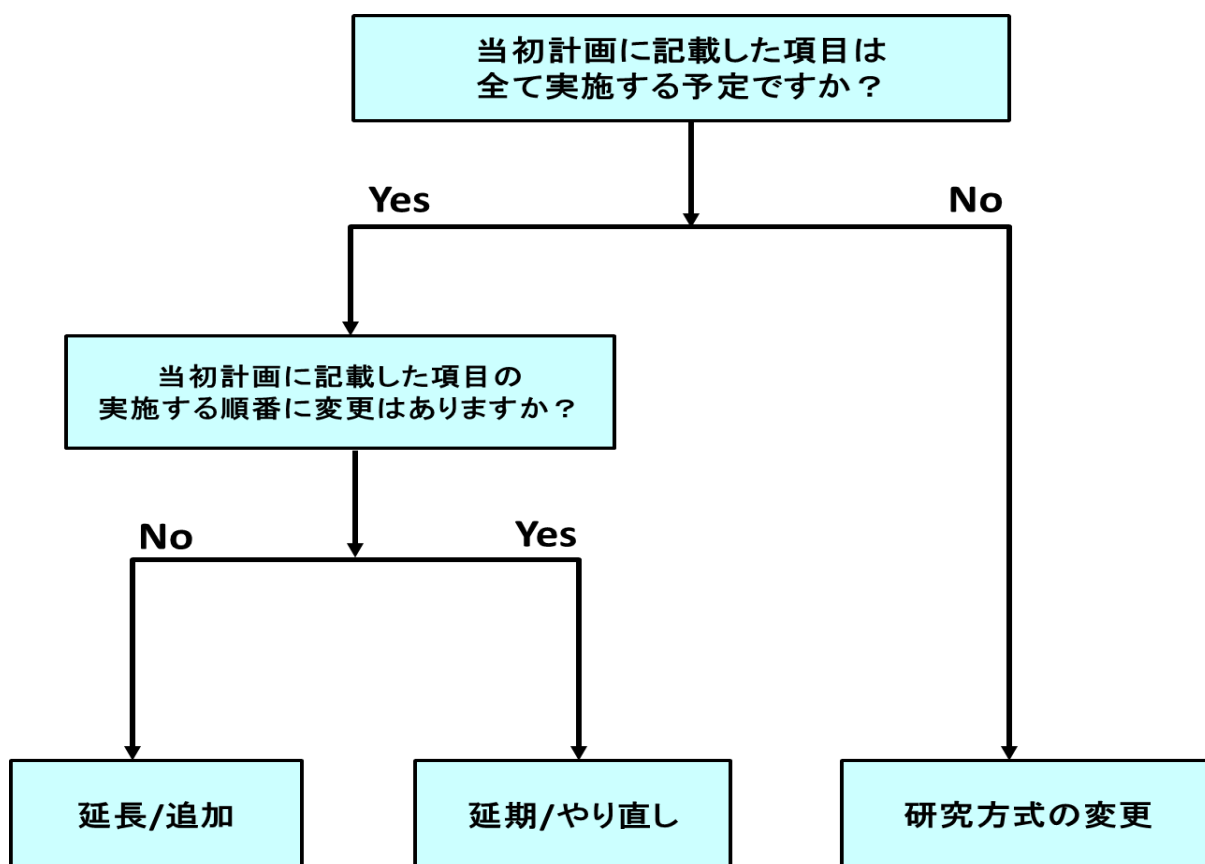 当初計画に記載した項目は
全て実施する予定ですか？
Yes
No
当初計画に記載した項目の
実施する順番に変更はありますか？
No
Yes
延長/追加
延期/やり直し
研究方式の変更